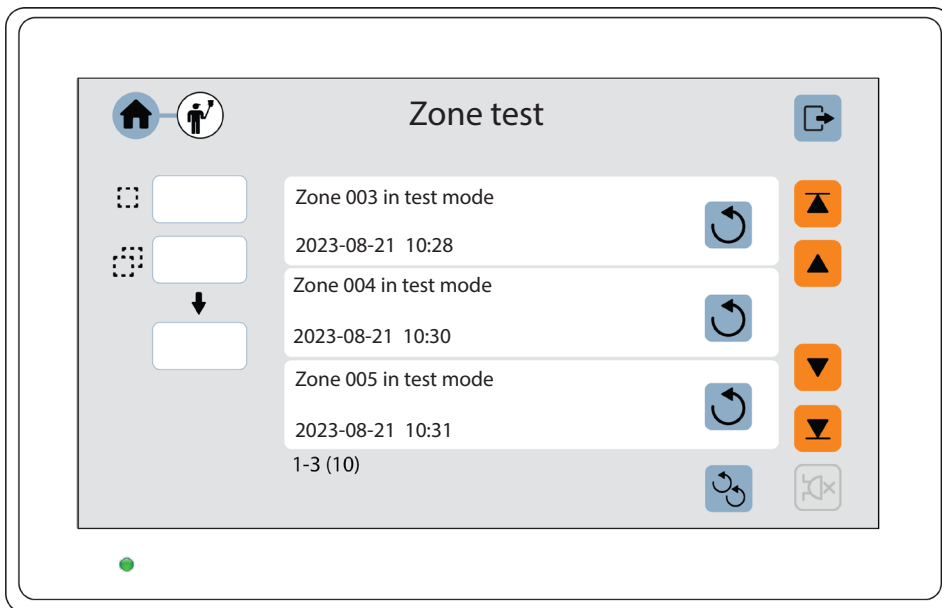 Zone test
Zone 003 in test mode
2023-08-21 10:28
Zone 004 in test mode
2023-08-21 10:30
Zone 005 in test mode
2023-08-21 10:31
1-3 (10)